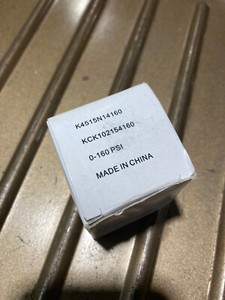 K4515N14160
KCK102154160
0-160 PSI
MADE IN CHINA